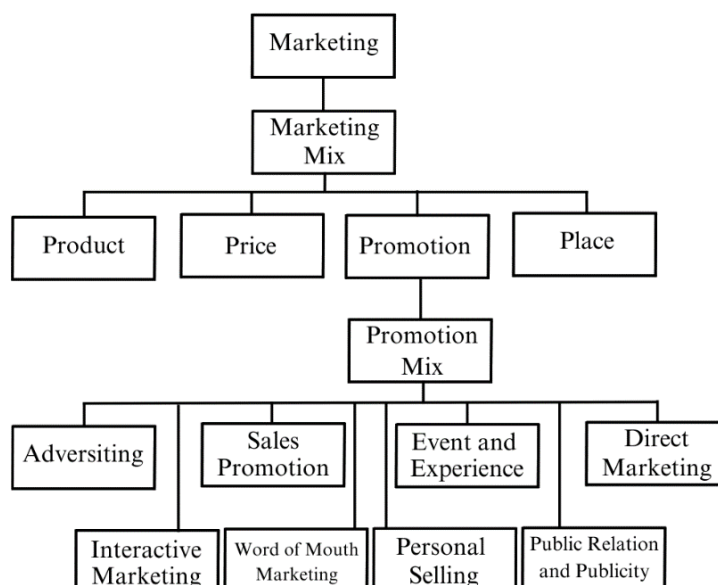 Marketing
Marketing
Mix
Product
Price
Promotion
Place
Promotion
Mix
Adversiting
Sales
Promotion
Event and
Experience
Direct
Marketing
Interactive
Marketing
Word of Mouth
Marketing
Personal
Selling
Public Relation
and Publicity